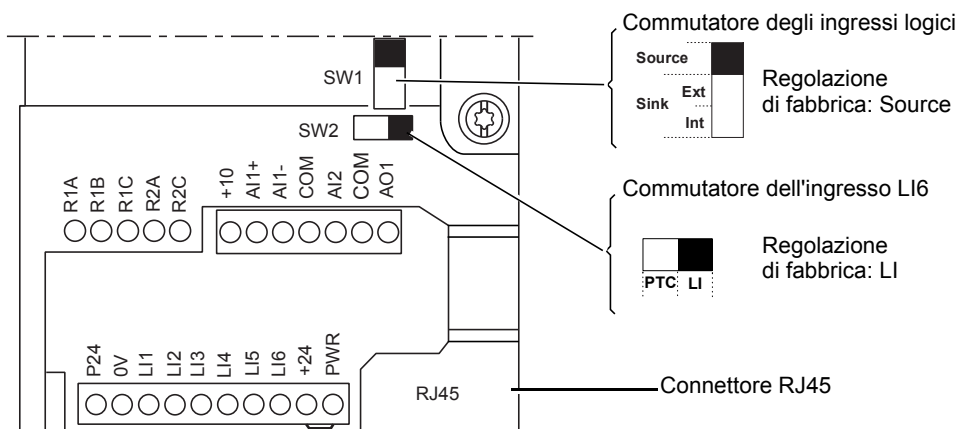 Commutatore degli ingressi logici
SW1
Source
Sink
Ext
Int
Regolazione
di fabbrica: Source
SW2
R1A
R1B
R1C
R2A
R2C
+10
AI1+
AI1-
COM
AI2
COM
AO1
Commutatore dell'ingresso LI6
PTC
LI
Regolazione
di fabbrica: LI
P24
0V
LI1
LI2
LI3
LI4
LI5
LI6
+24
PWR
RJ45
Connettore RJ45